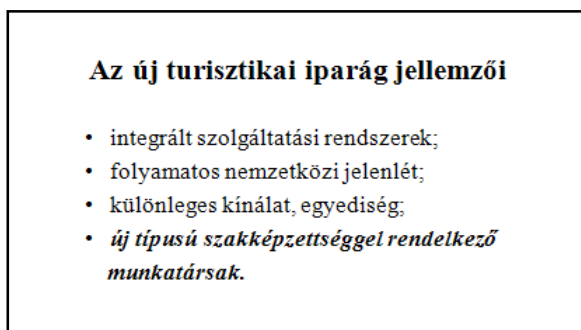 Az új turisztikai iparág jellemzői
• integrált szolgáltatási rendszerek;
• folyamatos nemzetközi jelenlét;
• különleges kínálat, egyediség;
• új típusú szakképzettséggel rendelkező
munkatársak.